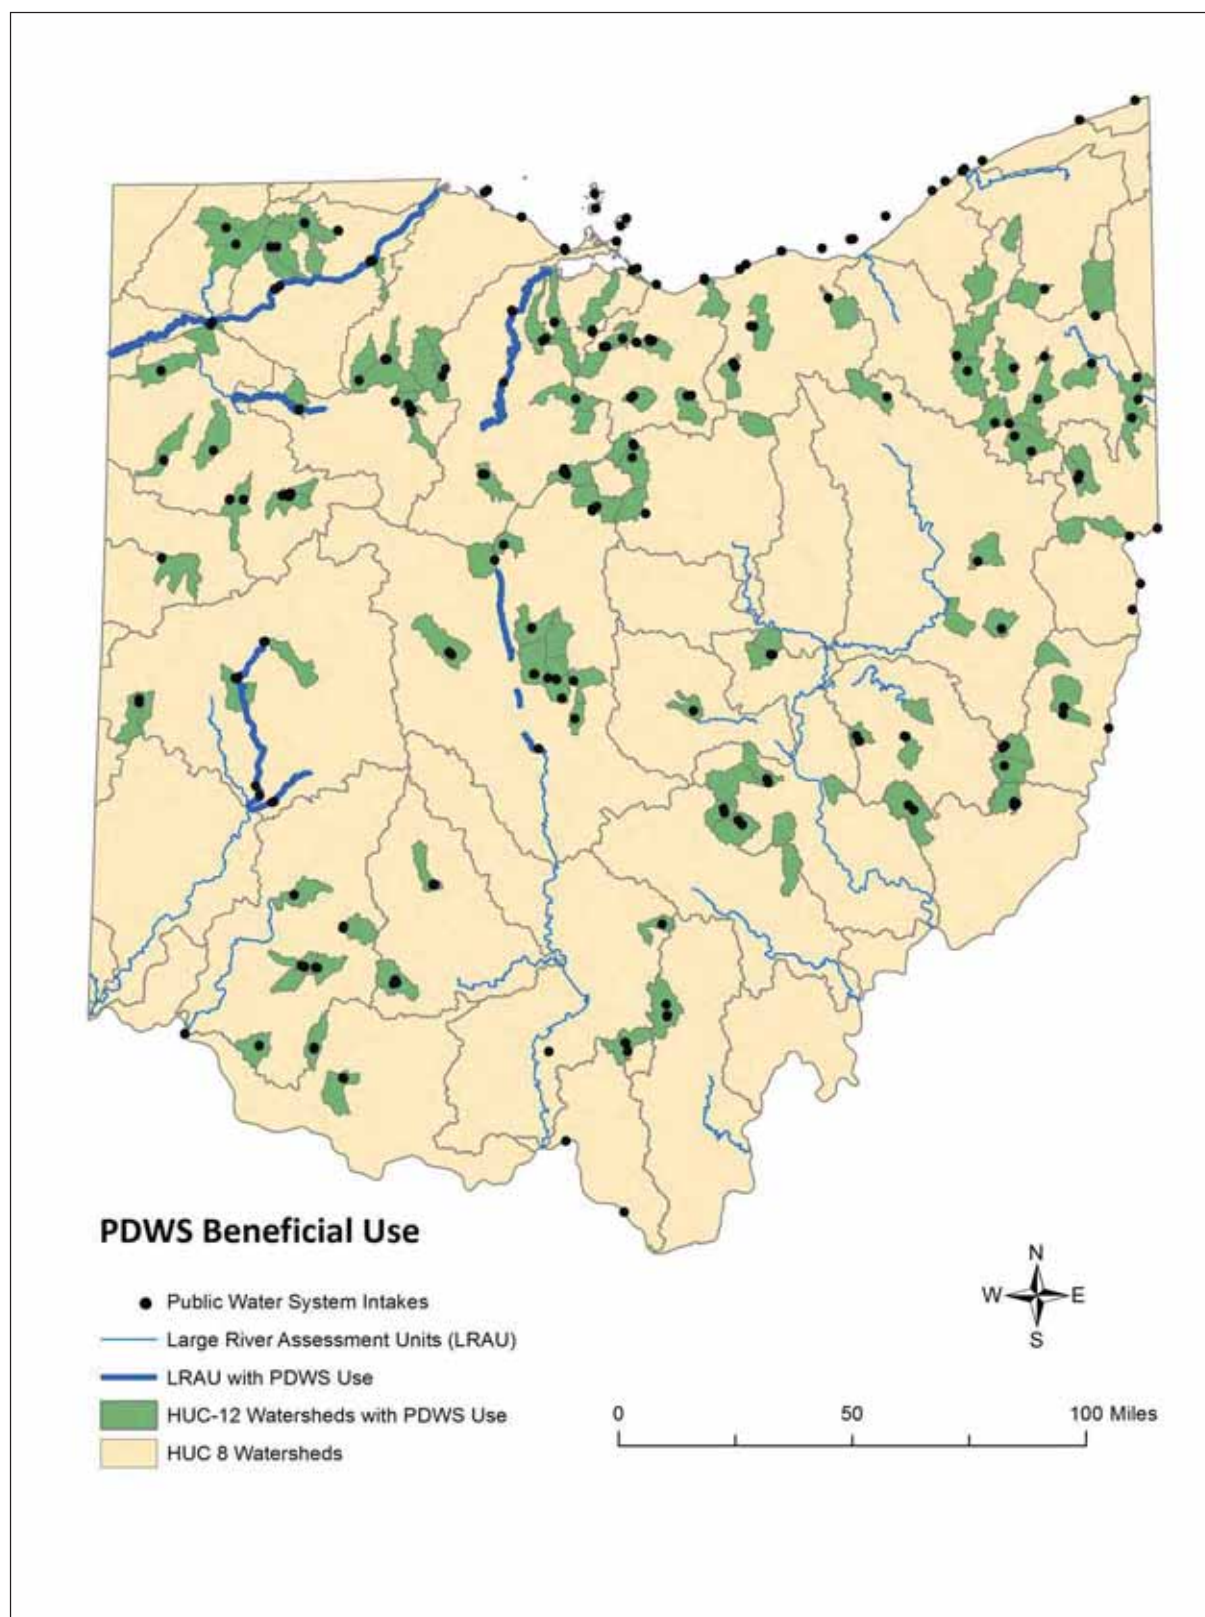 PDWS Beneficial Use
Public Water System Intakes
Large River Assessment Units (LRAU)
LRAU with PDWS Use
HUC-12 Watersheds with PDWS Use
HUC 8 Watersheds
N
W E
S
0 50 100 Miles